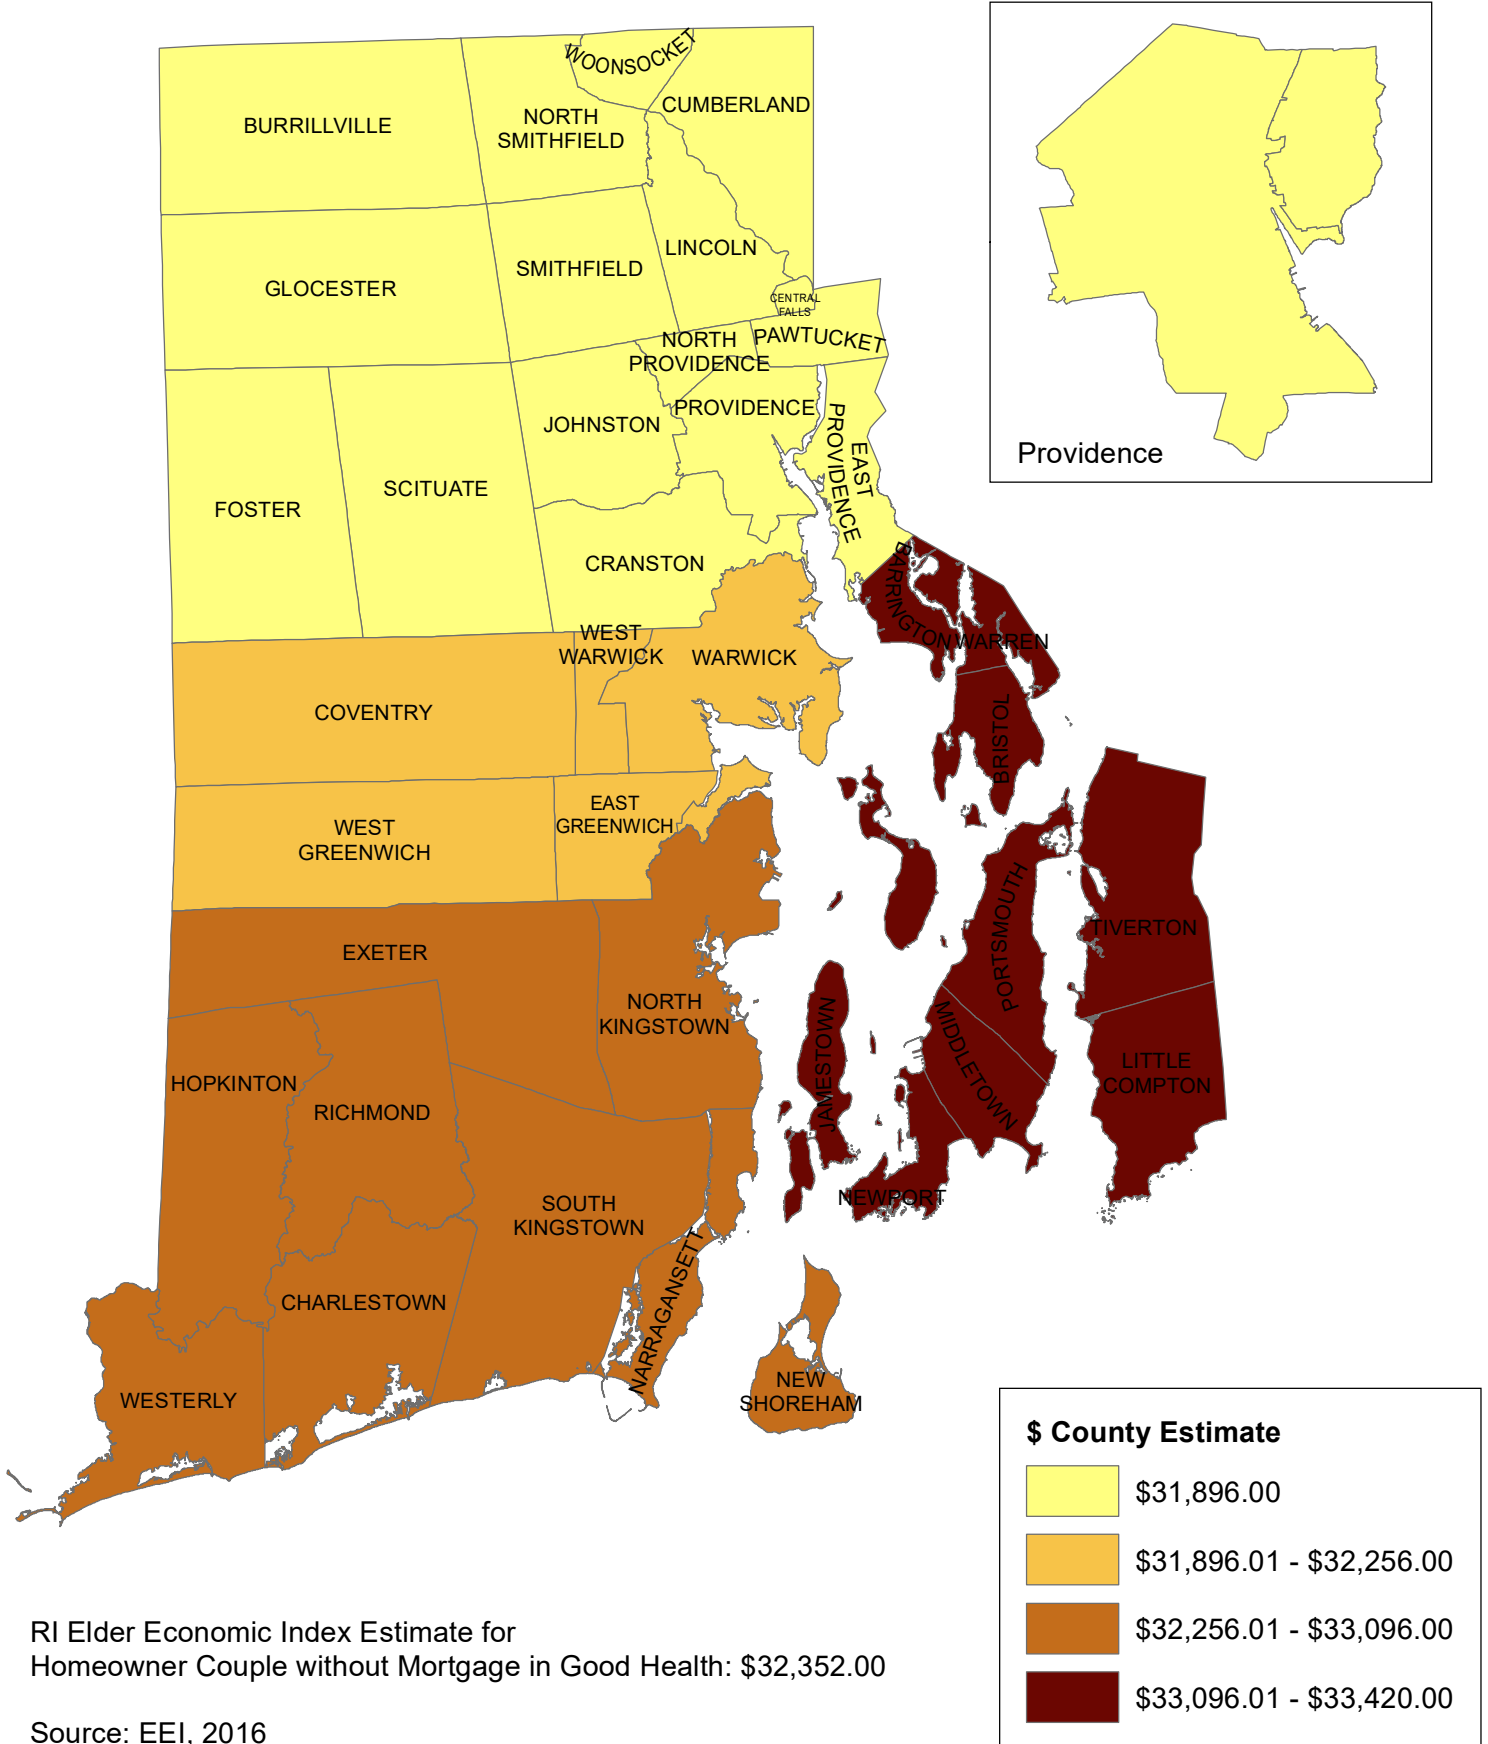 WOONSOCKET
CUMBERLAND
BURRILLVILLE
NORTH
SMITHFIELD
LINCOLN
SMITHFIELD
GLOCESTER
CENTRAL
FALLS
NORTH
PROVIDENCE
PAWTUCKET
PROVIDENCE
JOHNSTON
EAST
PROVIDENCE
SCITUATE
FOSTER
CRANSTON
Providence
BARRINGTON
WARREN
WEST
WARWICK
WARWICK
COVENTRY
BRISTOL
EAST
GREENWICH
WEST
GREENWICH
PORTSMOUTH
TIVERTON
EXETER
NORTH
KINGSTOWN
JAMESTOWN
MIDDLETOWN
LITTLE
COMPTON
HOPKINTON
RICHMOND
NEWPORT
SOUTH
KINGSTOWN
NARRAGANSETT
CHARLESTOWN
WESTERLY
NEW
SHOREHAM
$ County Estimate
$31,896.00
$31,896.01 - $32,256.00
$32,256.01 - $33,096.00
$33,096.01 - $33,420.00
RI Elder Economic Index Estimate for
Homeowner Couple without Mortgage in Good Health: $32,352.00
Source: EEI, 2016